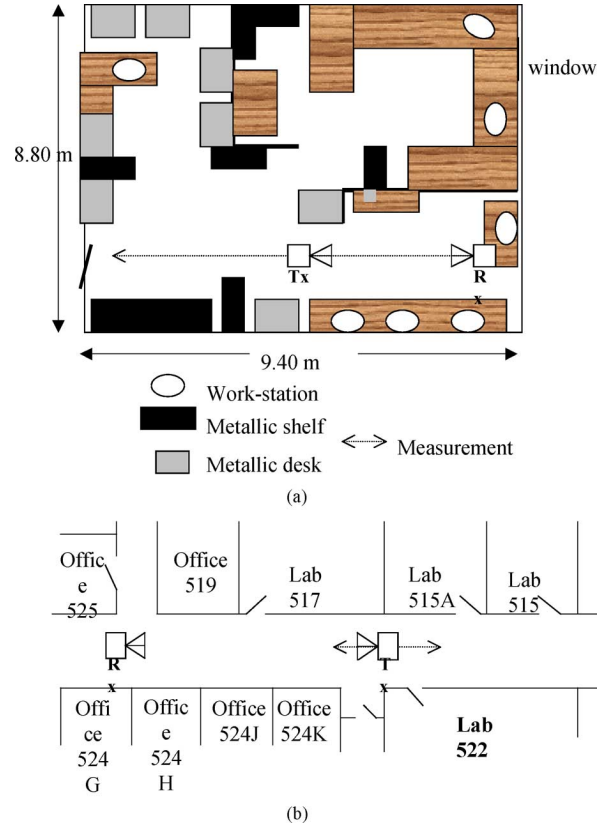 window
8.80 m
Tx
R
x
9.40 m
Work-station
Metallic shelf
Measurement
Metallic desk
(a)
Offic
e
525
Office
519
Lab
517
Lab
515A
Lab
515
R
x
T
x
Offi
ce
524
G
Offic
e
524
H
Office
524J
Office
524K
Lab
522
(b)